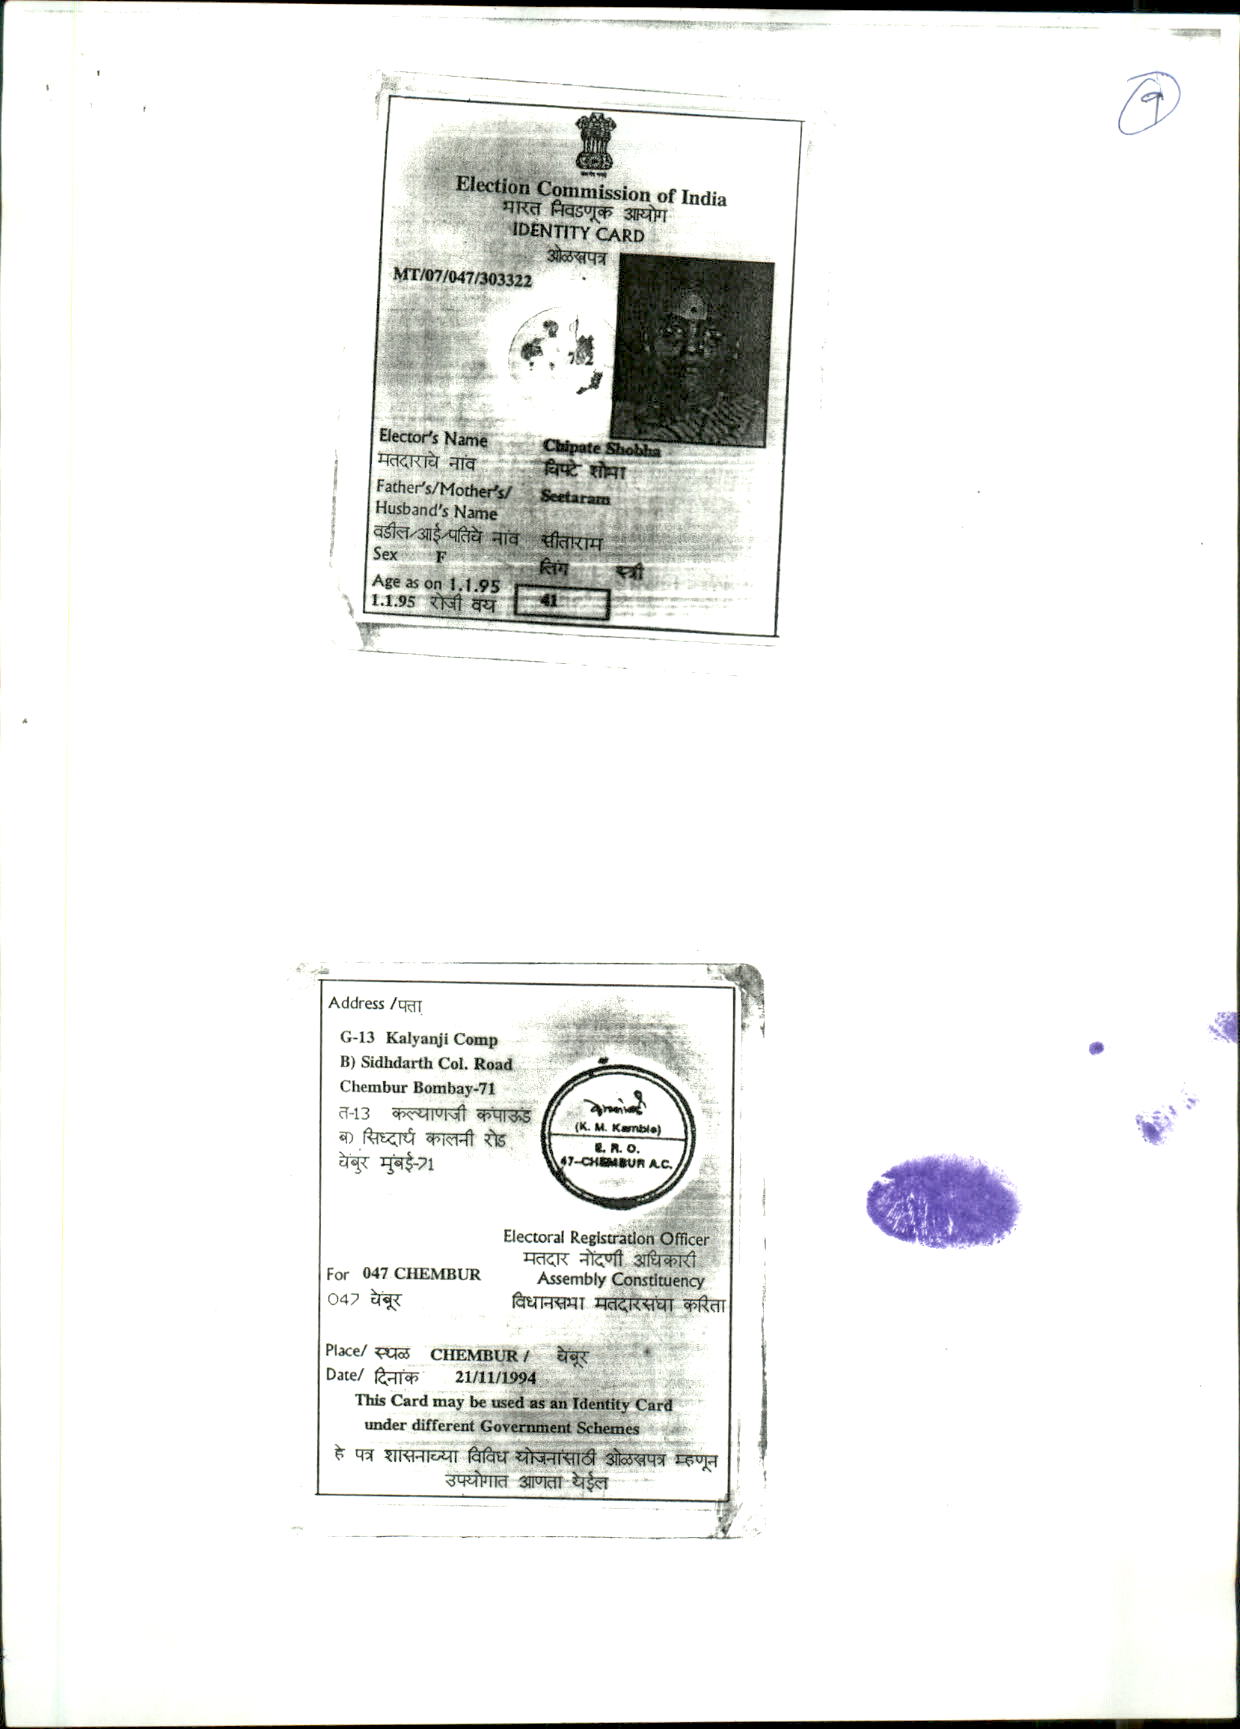 ९
Election Commission of India
भारत निवडणूक आयोग
IDENTITY CARD
ओळखपत्र
MT/07/047/303322
Elector's Name Chipate Shobha
मतदाराचे नांव चिपटे शोभा
Father's/Mother's/ Seetaram
Husband's Name
वडील/आई/पतिचे नांव सीताराम
Sex F लिंग स्त्री
Age as on 1.1.95
1.1.95 रोजी वय 41
Address /पत्ता
G-13 Kalyanji Comp
B) Sidhdarth Col. Road
Chembur Bombay-71
त-13 कल्याणजी कंपाऊंड
ब) सिध्दार्थ कालनी रोड
चेंबुर मुंबई-71
(K. M. Kamble)
E. R. O.
47-CHEMBUR A.C.
Electoral Registration Officer
मतदार नोंदणी अधिकारी
For 047 CHEMBUR Assembly Constituency
047 चेंबूर विधानसभा मतदारसंघा करिता
Place/ स्थळ CHEMBUR / चेंबूर
Date/ दिनांक 21/11/1994
This Card may be used as an Identity Card
under different Government Schemes
हे पत्र शासनाच्या विविध योजनांसाठी ओळखपत्र म्हणून
उपयोगात आणता येईल